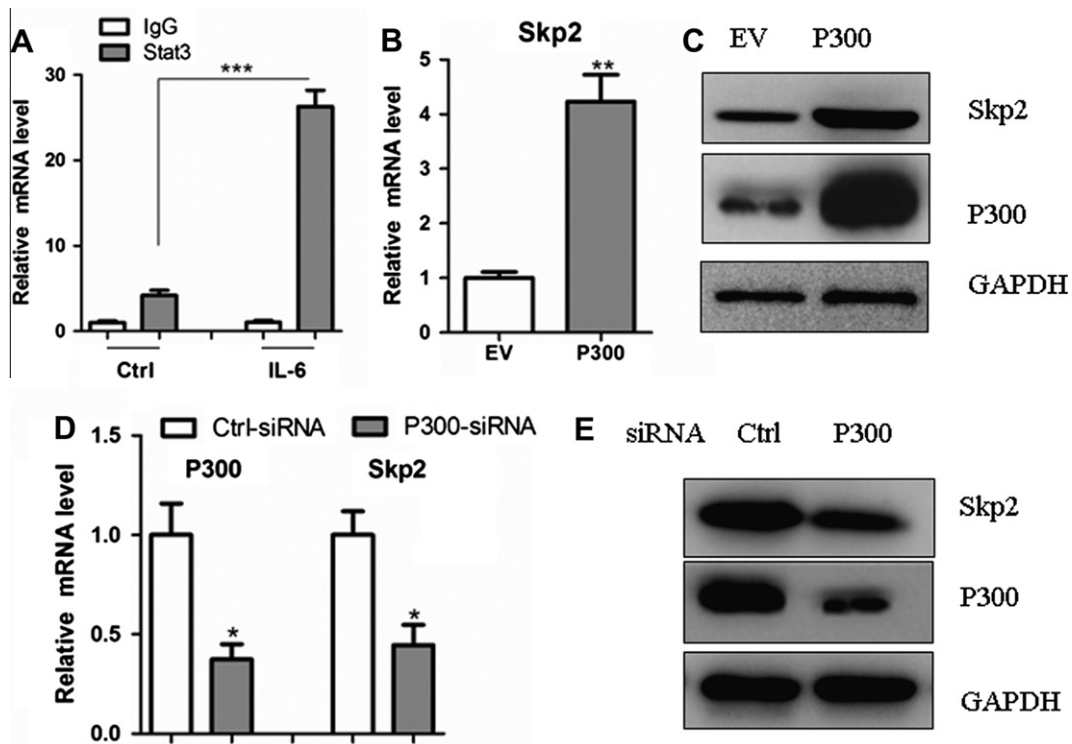 A
IgG
Stat3
Relative mRNA level
30
20
10
0
***
Ctrl
IL-6
B
Skp2
Relative mRNA level
5
4
3
2
1
0
**
EV
P300
C
EV P300
Skp2
P300
GAPDH
D
Ctrl-siRNA P300-siRNA
Relative mRNA level
1.5
1.0
0.5
0.0
P300
Skp2
*
*
E
siRNA Ctrl P300
Skp2
P300
GAPDH